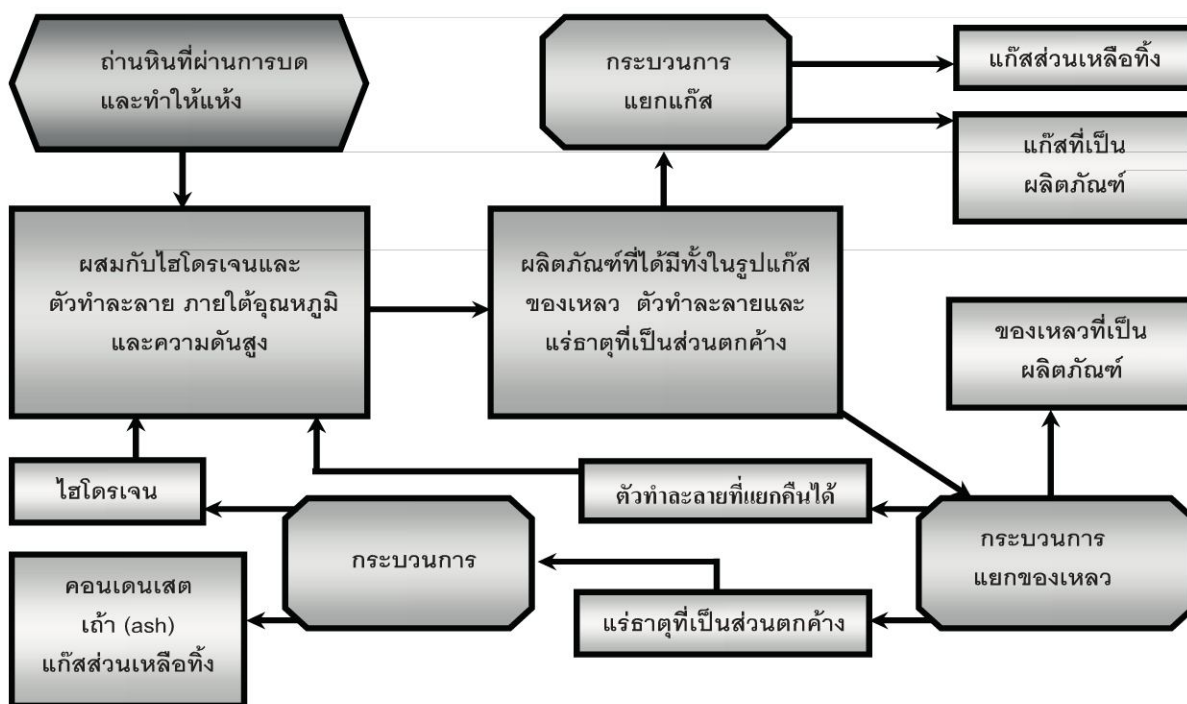 ถ่านหินที่ผ่านการบด
และทำให้แห้ง
กระบวนการ
แยกแก๊ส
แก๊สส่วนเหลือทิ้ง
แก๊สที่เป็น
ผลิตภัณฑ์
ผสมกับไฮโดรเจนและ
ตัวทำละลาย ภายใต้อุณหภูมิ
และความดันสูง
ผลิตภัณฑ์ที่ได้มีทั้งในรูปแก๊ส
ของเหลว ตัวทำละลายและ
แร่ธาตุที่เป็นส่วนตกค้าง
ของเหลวที่เป็น
ผลิตภัณฑ์
ไฮโดรเจน
ตัวทำละลายที่แยกคืนได้
กระบวนการ
กระบวนการ
แยกของเหลว
คอนเดนเสต
เถ้า (ash)
แก๊สส่วนเหลือทิ้ง
แร่ธาตุที่เป็นส่วนตกค้าง